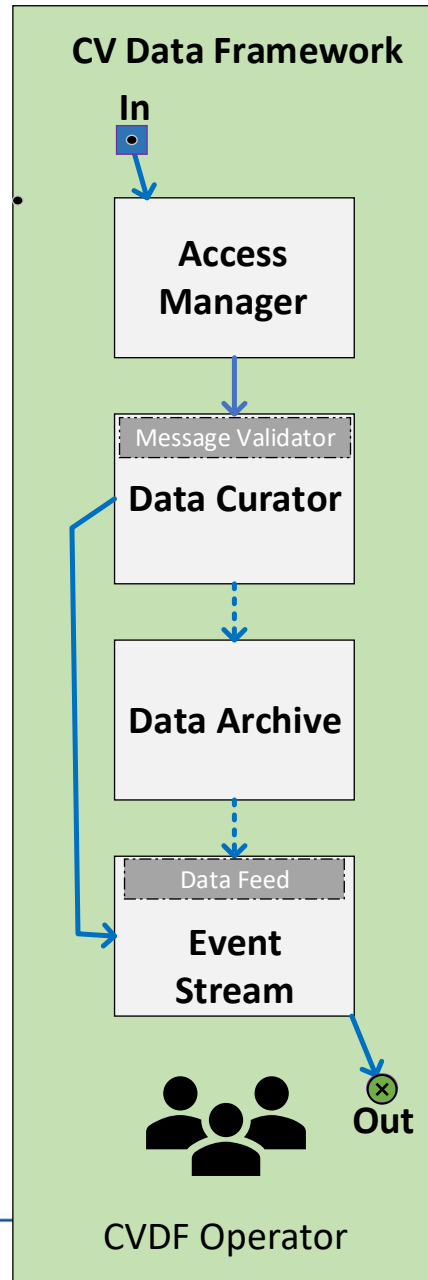 CV Data Framework
In
Access
Manager
Message Validator
Data Curator
Data Archive
Data Feed
Event
Stream
Out
CVDF Operator